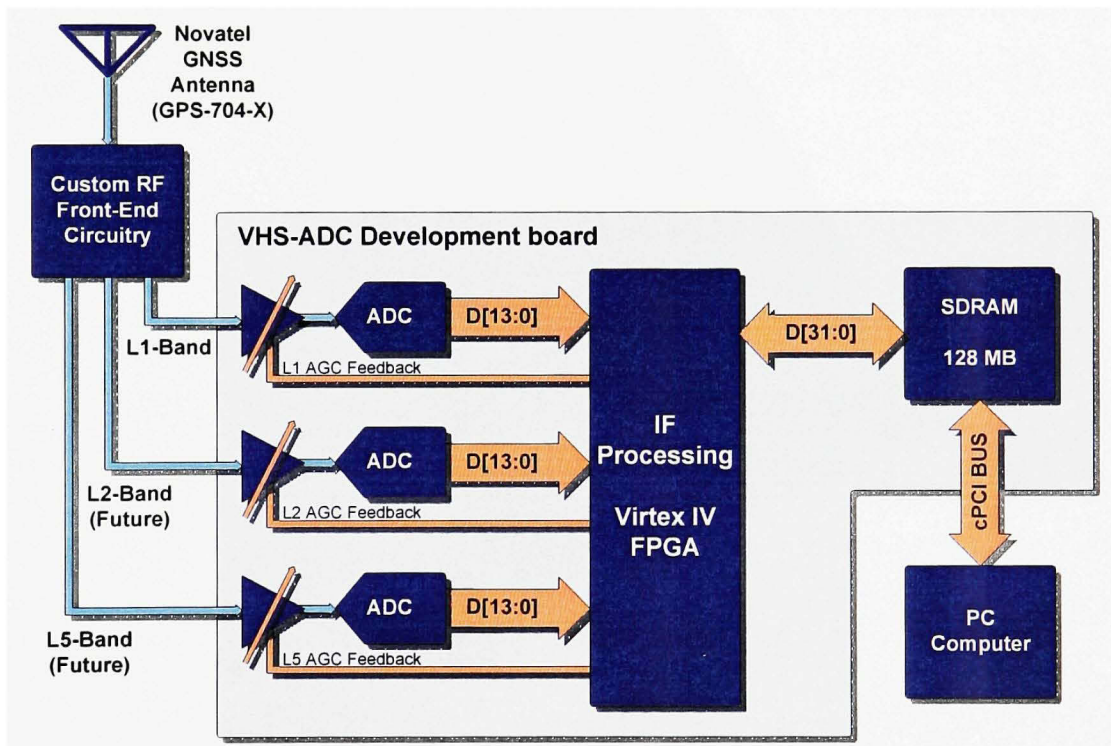 Novatel
GNSS
Antenna
(GPS-704-X)
Custom RF
Front-End
Circuitry
VHS-ADC Development board
L1-Band
ADC
D[13:0]
L1 AGC Feedback
L2-Band
(Future)
ADC
D[13:0]
L2 AGC Feedback
L5-Band
(Future)
ADC
D[13:0]
L5 AGC Feedback
IF
Processing
Virtex IV
FPGA
D[31:0]
SDRAM
128 MB
cPCI BUS
PC
Computer